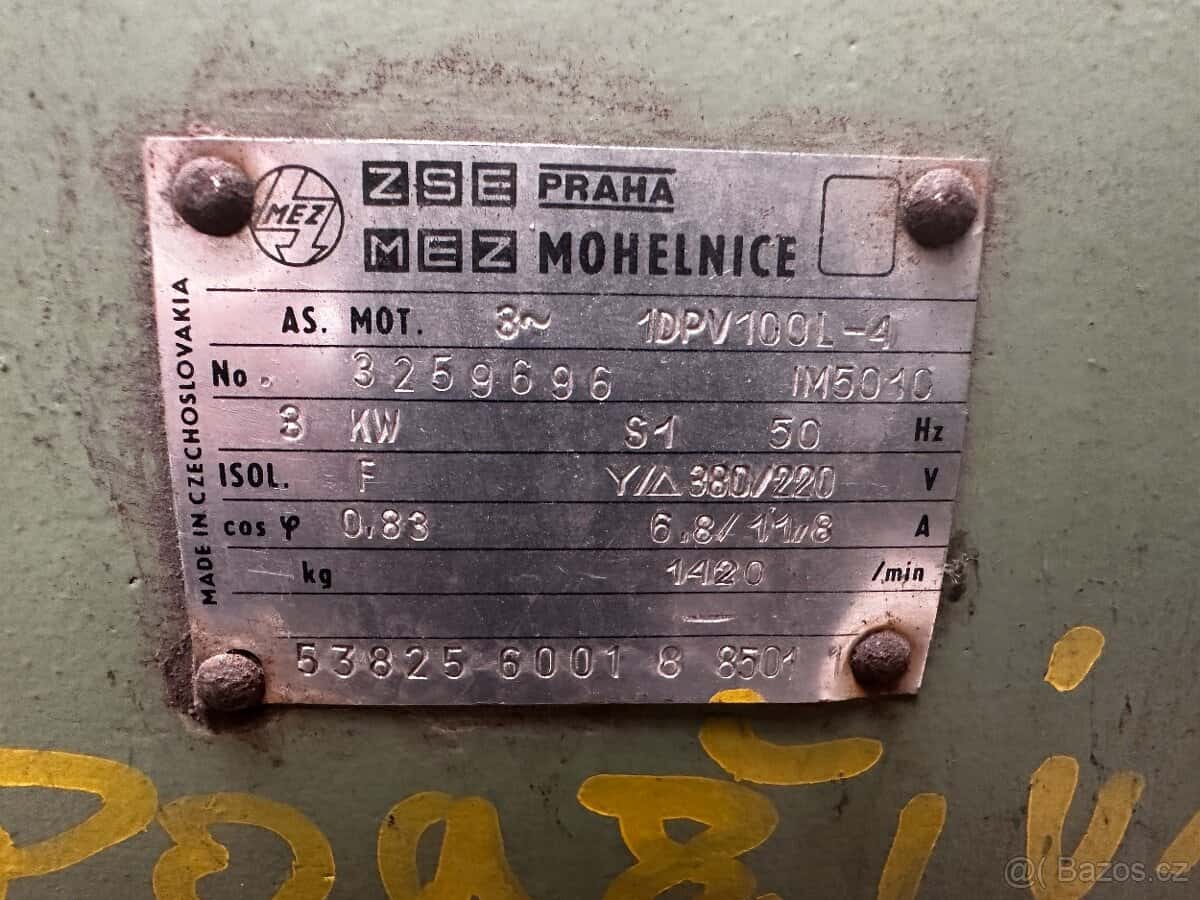 MEZ
ZSE PRAHA
MEZ MOHELNICE
MADE IN CZECHOSLOVAKIA
AS. MOT. 3~ 1DPV100L-4
No. 3259696 IM5010
3 KW S1 50 Hz
ISOL. F Y/△ 380/220 V
cos φ 0,83 6,8/11,8 A
kg 1420 /min
53825 6001 8 8501 1
© Bazos.cz